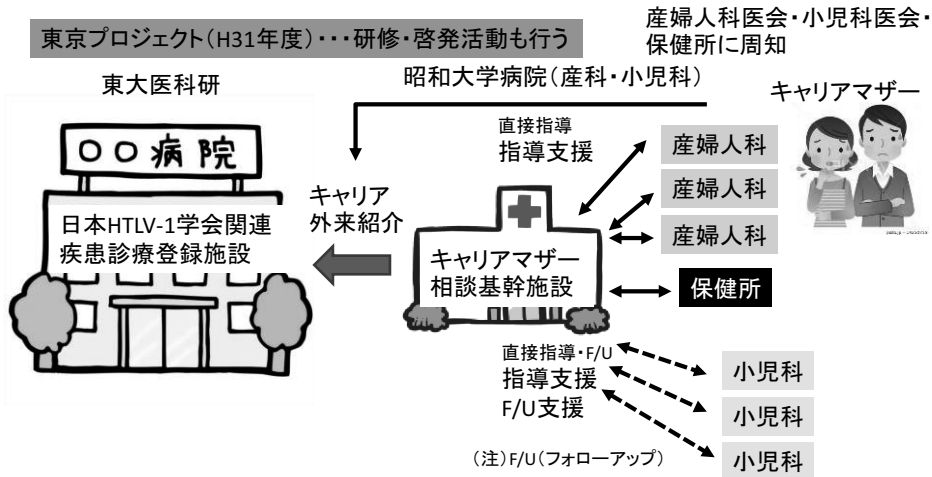 東京プロジェクト(H31年度)・・・研修・啓発活動も行う
産婦人科医会・小児科医会・
保健所に周知
東大医科研
昭和大学病院(産科・小児科)
キャリアマザー
〇〇病院
日本HTLV-1学会関連
疾患診療登録施設
キャリア
外来紹介
直接指導
指導支援
キャリアマザー
相談基幹施設
産婦人科
産婦人科
産婦人科
保健所
直接指導・F/U
指導支援
F/U支援
小児科
小児科
小児科
(注)F/U(フォローアップ)